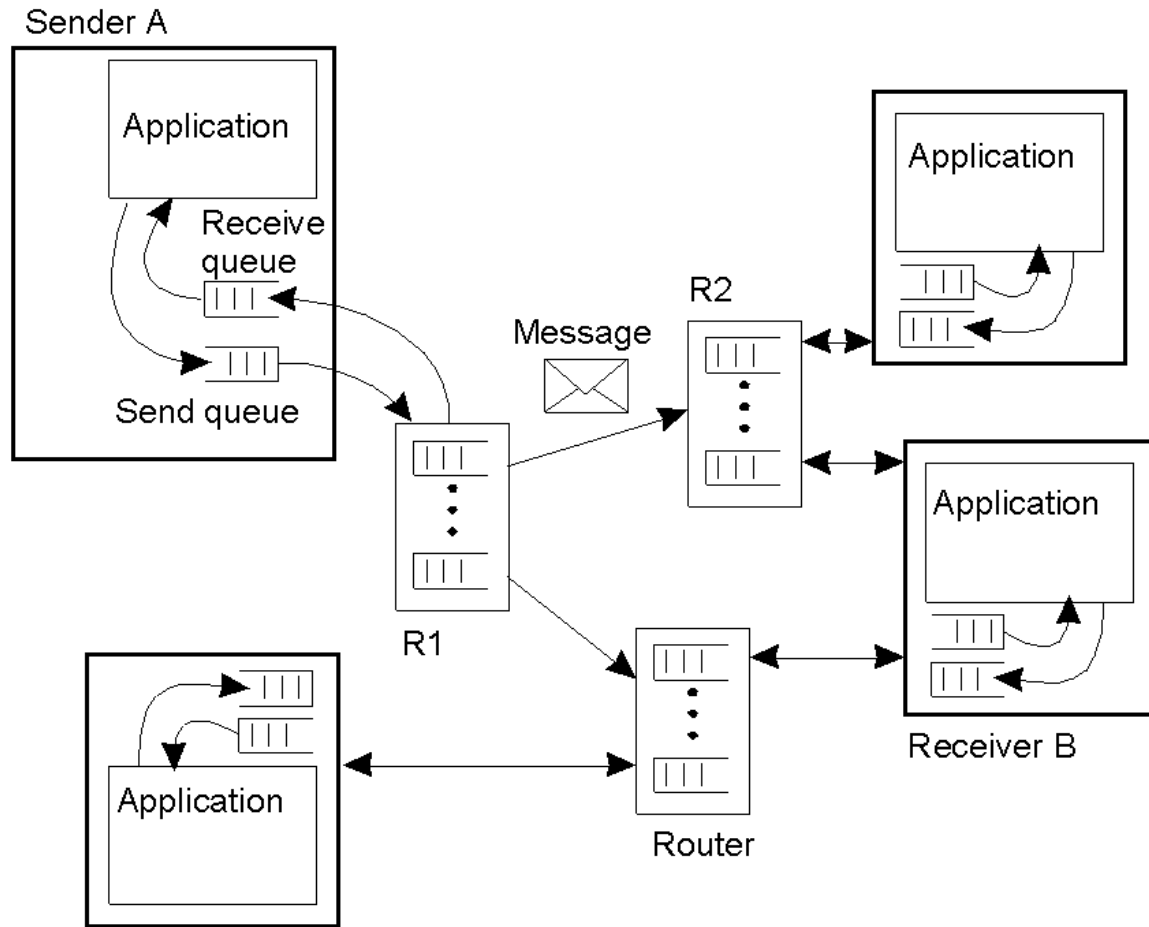 Sender A
Application
Receive
queue
Send queue
Message
R2
Application
R1
Application
Receiver B
Application
Router